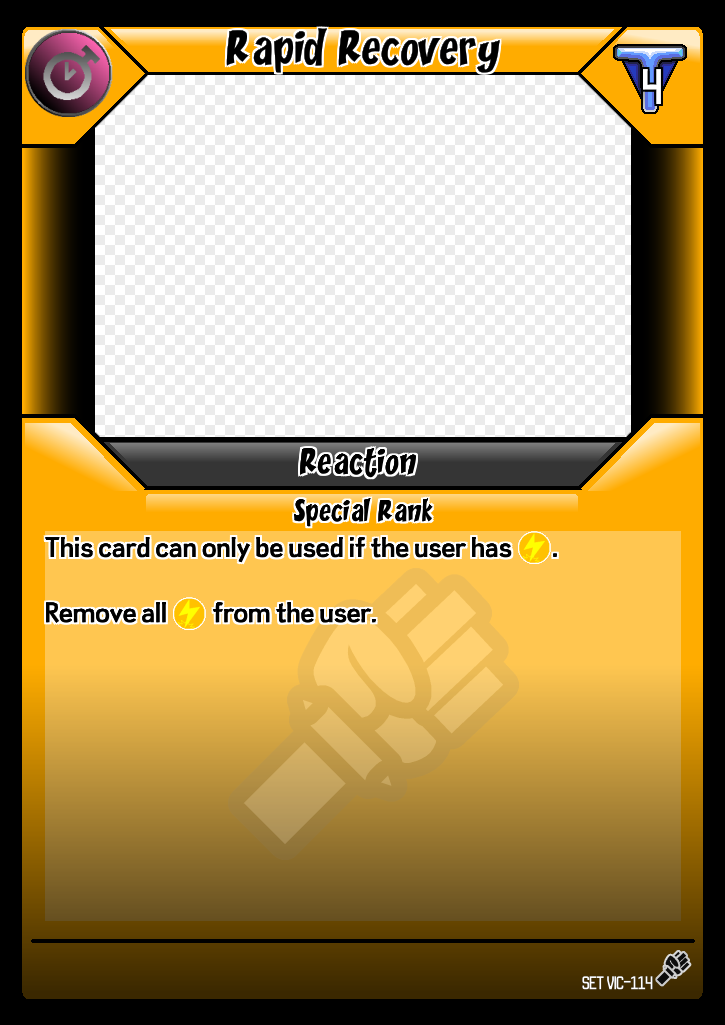 Rapid Recovery
T
4
Reaction
Special Rank
This card can only be used if the user has .
Remove all from the user.
SET VIC-114